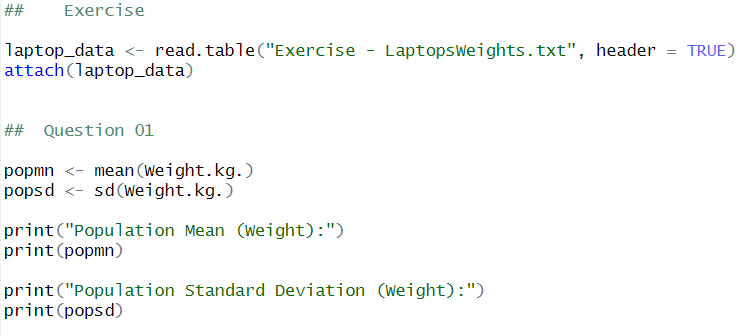 ##    Exercise
laptop_data <- read.table("Exercise - LaptopsWeights.txt", header = TRUE)
attach(laptop_data)
##  Question 01
popmn <- mean(Weight.kg.)
popsd <- sd(Weight.kg.)
print("Population Mean (Weight):")
print(popmn)
print("Population Standard Deviation (Weight):")
print(popsd)